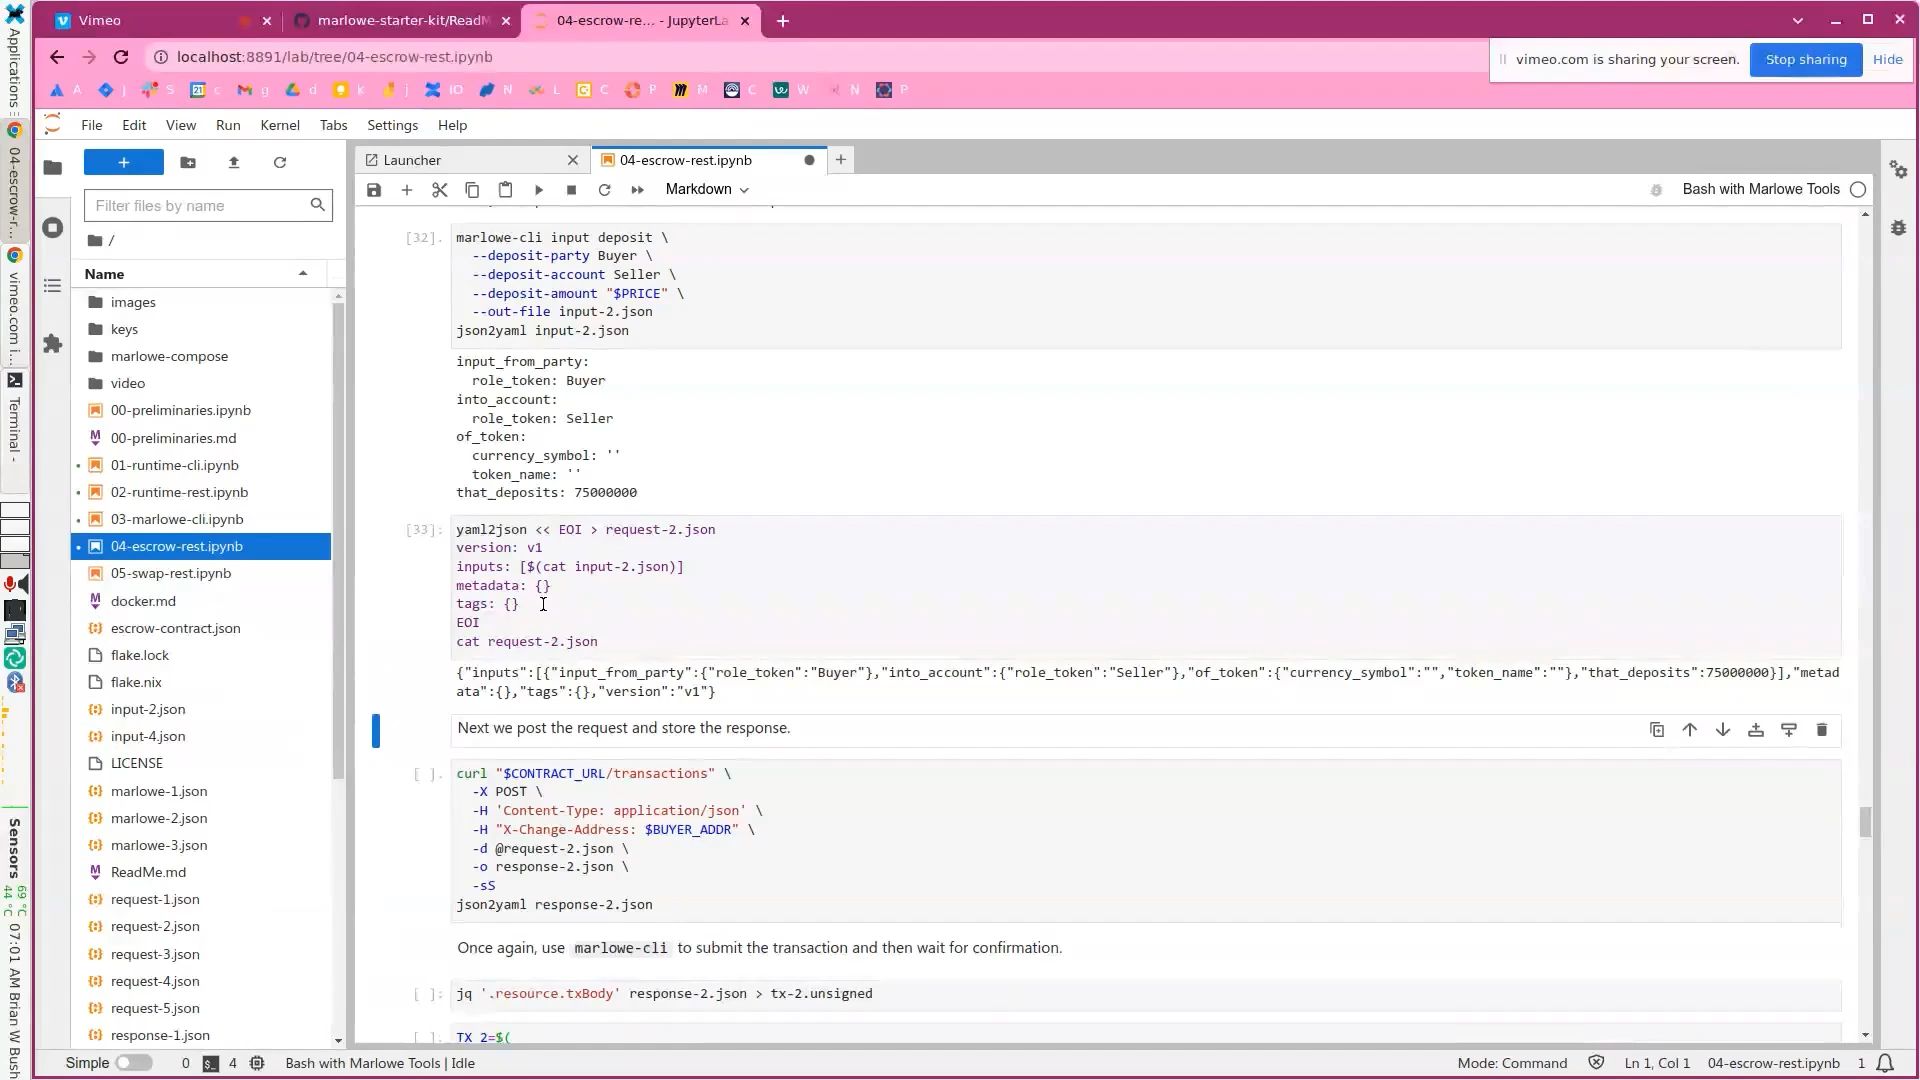 Vimeo
marlowe-starter-kit/ReadM
04-escrow-re... - JupyterLa
localhost:8891/lab/tree/04-escrow-rest.ipynb
vimeo.com is sharing your screen.
Stop sharing
Hide
A
j
S
c
g
d
k
j
IO
N
L
C
C
P
M
C
W
N
P
File Edit View Run Kernel Tabs Settings Help
Launcher
04-escrow-rest.ipynb
Markdown
Bash with Marlowe Tools
Filter files by name
/
Name
images
keys
marlowe-compose
video
00-preliminaries.ipynb
00-preliminaries.md
01-runtime-cli.ipynb
02-runtime-rest.ipynb
03-marlowe-cli.ipynb
04-escrow-rest.ipynb
05-swap-rest.ipynb
docker.md
escrow-contract.json
flake.lock
flake.nix
input-2.json
input-4.json
LICENSE
marlowe-1.json
marlowe-2.json
marlowe-3.json
ReadMe.md
request-1.json
request-2.json
request-3.json
request-4.json
request-5.json
response-1.json
[32]:
marlowe-cli input deposit \
--deposit-party Buyer \
--deposit-account Seller \
--deposit-amount "$PRICE" \
--out-file input-2.json
json2yaml input-2.json
input_from_party:
role_token: Buyer
into_account:
role_token: Seller
of_token:
currency_symbol: ''
token_name: ''
that_deposits: 75000000
[33]:
yaml2json << EOI > request-2.json
version: v1
inputs: [$(cat input-2.json)]
metadata: {}
tags: {}
EOI
cat request-2.json
{"inputs":[{"input_from_party":{"role_token":"Buyer"},"into_account":{"role_token":"Seller"},"of_token":{"currency_symbol":"","token_name":""},"that_deposits":75000000}],"metad
ata":{},"tags":{},"version":"v1"}
Next we post the request and store the response.
[ ]:
curl "$CONTRACT_URL/transactions" \
-X POST \
-H 'Content-Type: application/json' \
-H "X-Change-Address: $BUYER_ADDR" \
-d @request-2.json \
-o response-2.json \
-sS
json2yaml response-2.json
Once again, use marlowe-cli to submit the transaction and then wait for confirmation.
[ ]:
jq '.resource.txBody' response-2.json > tx-2.unsigned
[ ]:
TX_2=$(
Simple
0
4
Bash with Marlowe Tools | Idle
Mode: Command
Ln 1, Col 1
04-escrow-rest.ipynb
1
Applications
04-escrow-r...
vimeo.com i...
Terminal -
Sensors
69 °C
44 °C
07:01 AM
Brian W Bush